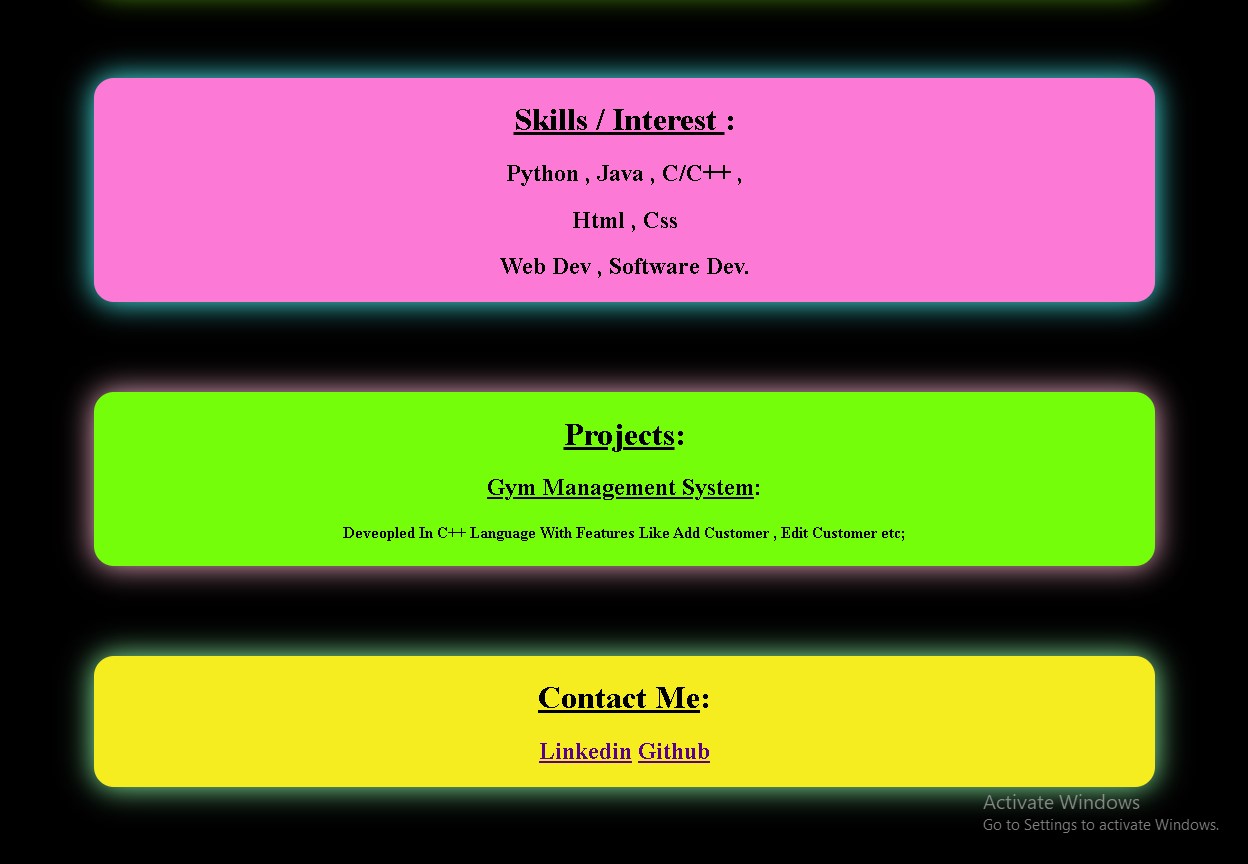 Skills / Interest :
Python , Java , C/C++ ,
Html , Css
Web Dev , Software Dev.
Projects:
Gym Management System:
Deveopled In C++ Language With Features Like Add Customer , Edit Customer etc;
Contact Me:
Linkedin Github
Activate Windows
Go to Settings to activate Windows.